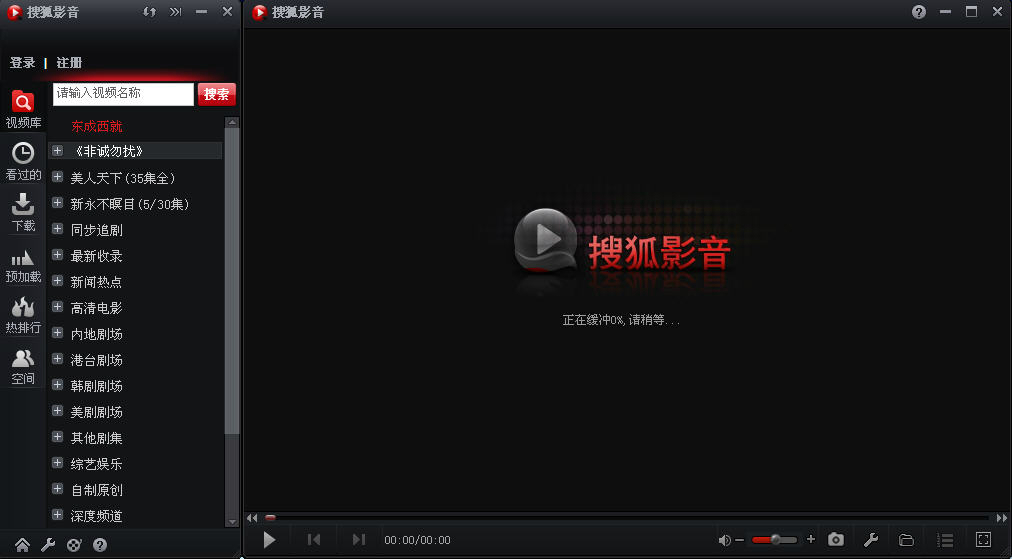 搜狐影音
搜狐影音
登录 | 注册
请输入视频名称
搜索
视频库
看过的
下载
预加载
热排行
空间
东成西就
《非诚勿扰》
美人天下(35集全)
新永不瞑目(5/30集)
同步追剧
最新收录
新闻热点
高清电影
内地剧场
港台剧场
韩剧剧场
美剧剧场
其他剧集
综艺娱乐
自制原创
深度频道
搜狐影音
正在缓冲0%,请稍等...
00:00/00:00